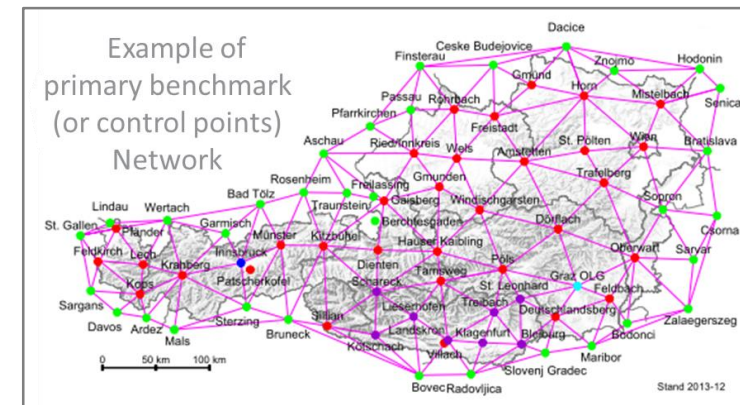 Example of
primary benchmark
(or control points)
Network
Dacice
Ceske Budejovice
Finsterau
Znojmo
Hodonin
Gmünd
Horn
Mistelbach
Senica
Passau
Rohrbach
Pfarrkirchen
Freistadt
Aschau
Ried/Innkreis
Wels
Amstetten
St. Pölten
Wien
Bratislava
Rosenheim
Freilassing
Gmunden
Trafelberg
Bad Tölz
Traunstein
Gaisberg
Windischgarsten
Sopron
Lindau
Wertach
Berchtesgaden
St. Gallen
Pfänder
Garmisch
Münster
Kitzbühel
Hauser Kaibling
Dörflach
Csorna
Feldkirch
Lech
Krahberg
Innsbruck
Dienten
Oberwart
Sarvar
Patscherkofel
Tamsweg
Pöls
Graz OLG
Kops
Schareck
St. Leonhard
Feldbach
Sargans
Lieserhofen
Treibach
Deutschlandsberg
Zalaegerszeg
Davos
Ardez
Sterzing
Sillian
Landskron
Klagenfurt
Bleiburg
Bodonci
Mals
Bruneck
Kötschach
Villach
Maribor
Slovenj Gradec
0 50 km 100 km
Bovec
Radovljica
Stand 2013-12